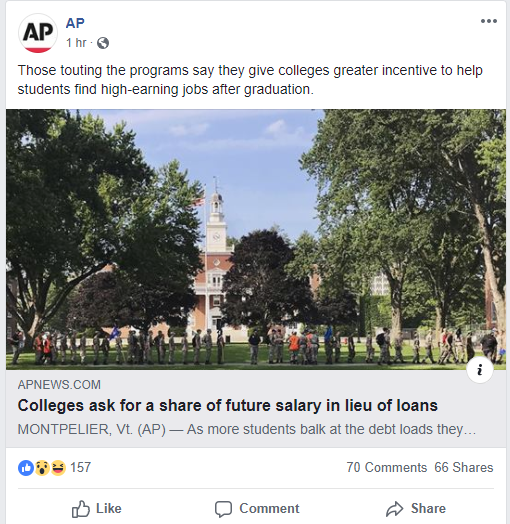 AP
AP
1 hr ·
Those touting the programs say they give colleges greater incentive to help
students find high-earning jobs after graduation.
i
APNEWS.COM
Colleges ask for a share of future salary in lieu of loans
MONTPELIER, Vt. (AP) — As more students balk at the debt loads they…
157
70 Comments 66 Shares
Like
Comment
Share